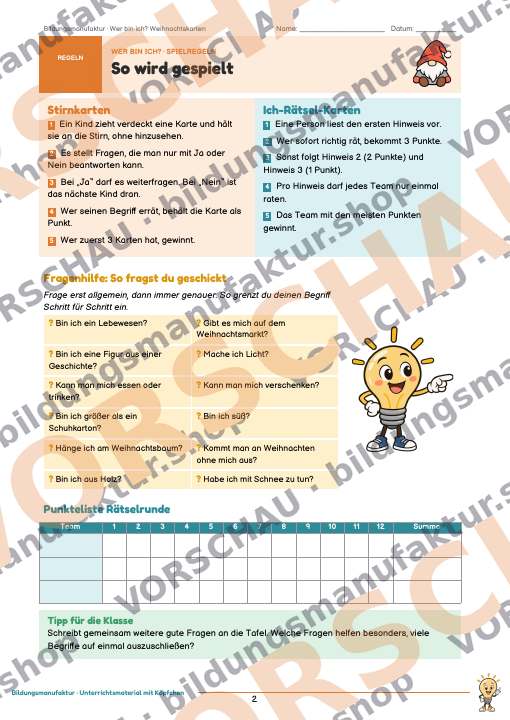 Bildungsmanufaktur · Wer bin ich? Weihnachtskarten Name: Datum:
REGELN
WER BIN ICH? · SPIELREGELN
So wird gespielt
Stirnkarten
1 Ein Kind zieht verdeckt eine Karte und hält
sie an die Stirn, ohne hinzusehen.
2 Es stellt Fragen, die man nur mit Ja oder
Nein beantworten kann.
3 Bei „Ja“ darf es weiterfragen. Bei „Nein“ ist
das nächste Kind dran.
4 Wer seinen Begriff errät, behält die Karte als
Punkt.
5 Wer zuerst 3 Karten hat, gewinnt.
Ich-Rätsel-Karten
1 Eine Person liest den ersten Hinweis vor.
2 Wer sofort richtig rät, bekommt 3 Punkte.
3 Sonst folgt Hinweis 2 (2 Punkte) und
Hinweis 3 (1 Punkt).
4 Pro Hinweis darf jedes Team nur einmal
raten.
5 Das Team mit den meisten Punkten
gewinnt.
Fragenhilfe: So fragst du geschickt
Frage erst allgemein, dann immer genauer: So grenzt du deinen Begriff
Schritt für Schritt ein.
? Bin ich ein Lebewesen?
? Gibt es mich auf dem
Weihnachtsmarkt?
? Bin ich eine Figur aus einer
Geschichte?
? Mache ich Licht?
? Kann man mich essen oder
trinken?
? Kann man mich verschenken?
? Bin ich größer als ein
Schuhkarton?
? Bin ich süß?
? Hänge ich am Weihnachtsbaum?
? Kommt man an Weihnachten
ohne mich aus?
? Bin ich aus Holz?
? Habe ich mit Schnee zu tun?
Punkteliste Rätselrunde
Team 1 2 3 4 5 6 7 8 9 10 11 12 Summe
Tipp für die Klasse
Schreibt gemeinsam weitere gute Fragen an die Tafel. Welche Fragen helfen besonders, viele
Begriffe auf einmal auszuschließen?
Bildungsmanufaktur · Unterrichtsmaterial mit Köpfchen
2
VORSCHAU · bildungsmanufaktur.shop
VORSCHAU · bildungsmanufaktur.shop
VORSCHAU · bildungsmanufaktur.shop
VORSCHAU